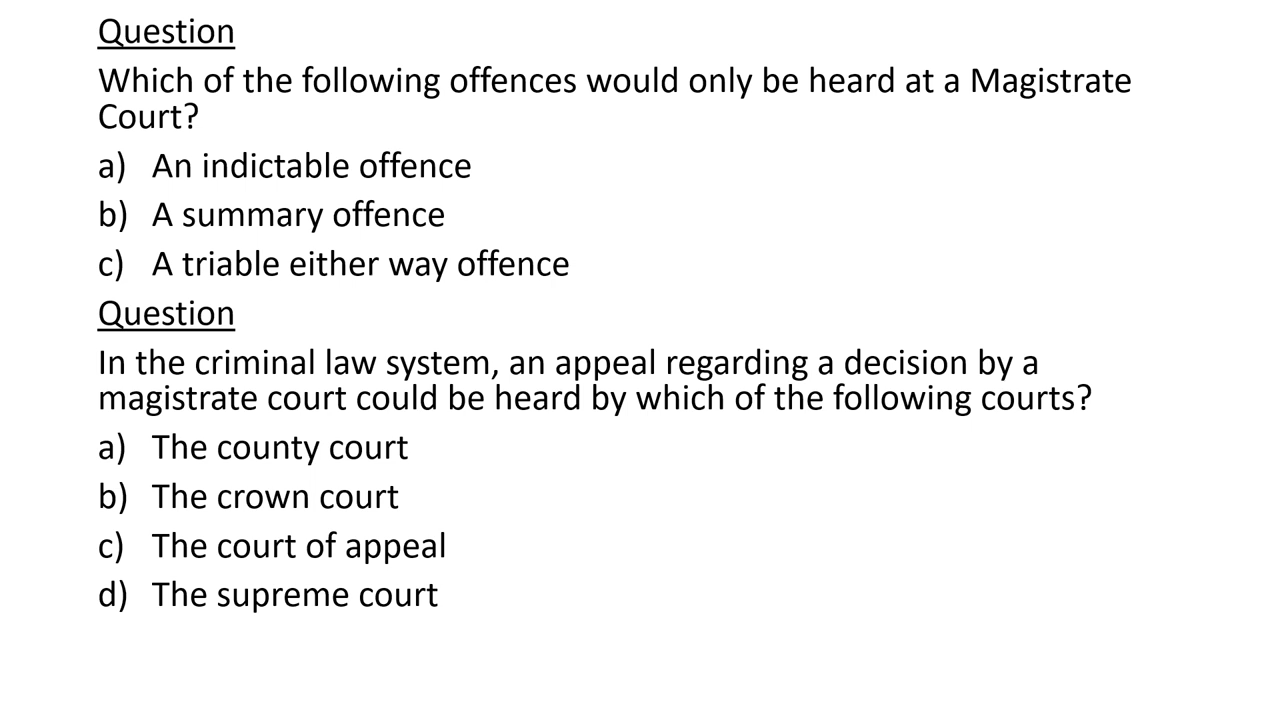 Question
Which of the following offences would only be heard at a Magistrate
Court?
a) An indictable offence
b) A summary offence
c) A triable either way offence
Question
In the criminal law system, an appeal regarding a decision by a
magistrate court could be heard by which of the following courts?
a) The county court
b) The crown court
c) The court of appeal
d) The supreme court